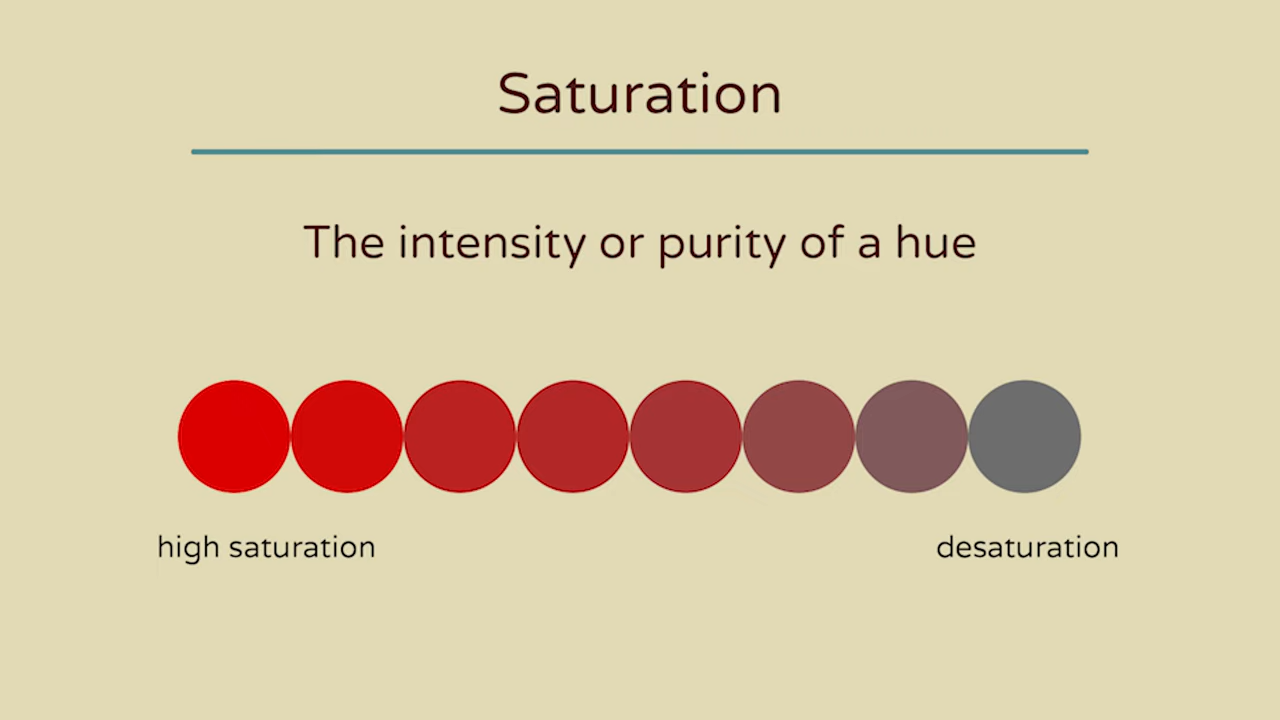 Saturation
The intensity or purity of a hue
high saturation
desaturation